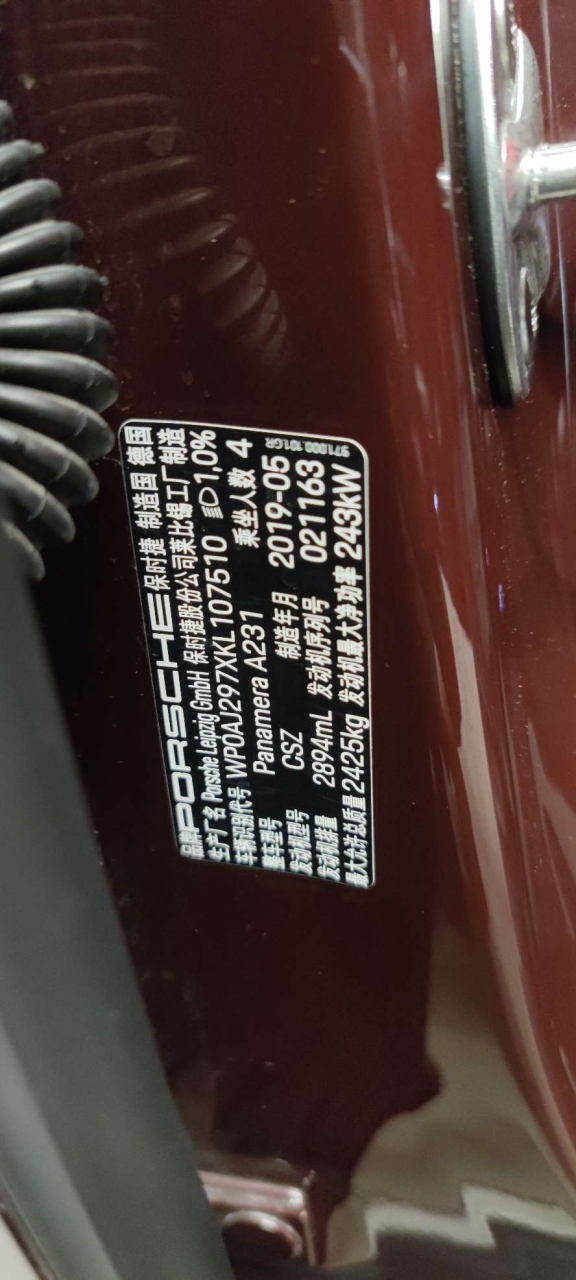 品牌 PORSCHE 保时捷 制造国 德国
生产厂名 Porsche Leipzig GmbH 保时捷股份公司莱比锡工厂制造
车辆识别代号 WP0AJ297XKL107510 1,0%
整车型号 Panamera A231 乘坐人数 4
发动机型号 CSZ 制造年月 2019-05
发动机排量 2894mL 发动机序列号 021163
最大允许总质量 2425kg 发动机最大净功率 243kW
971.000.101GR